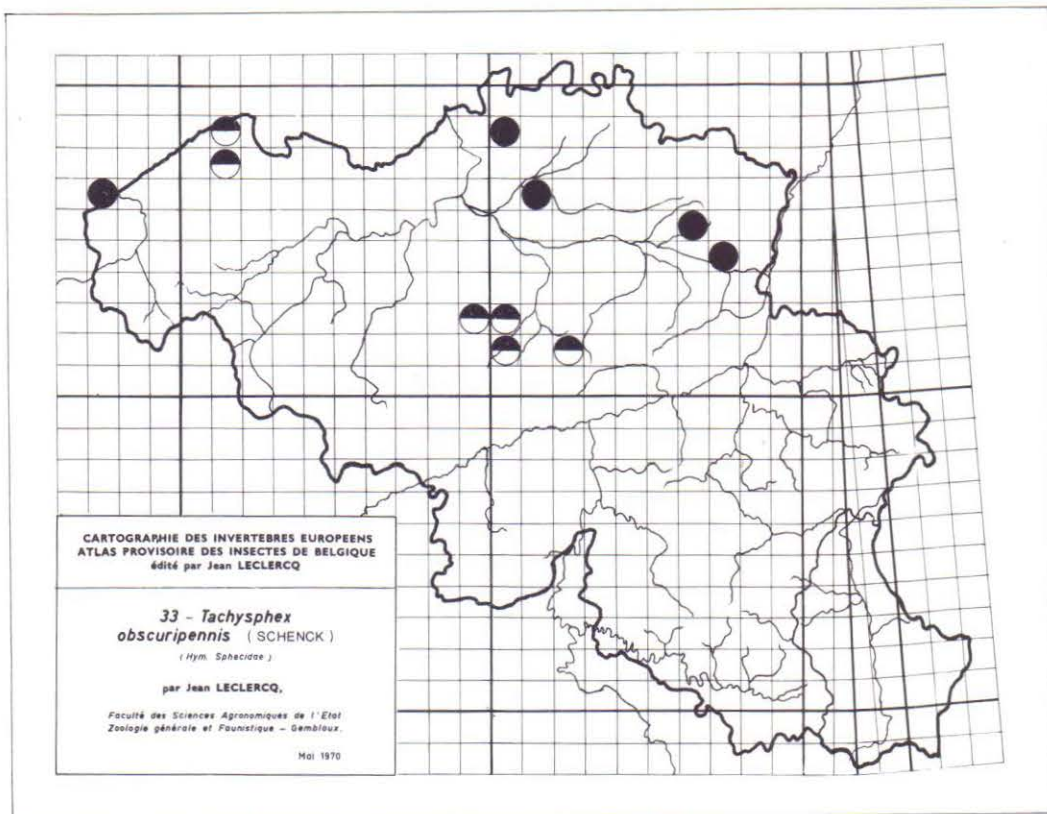 CARTOGRAPHIE DES INVERTEBRES EUROPEENS
ATLAS PROVISOIRE DES INSECTES DE BELGIQUE
édité par Jean LECLERCQ
33 - Tachysphex
obscuripennis (SCHENCK)
(Hym. Sphecidae)
par Jean LECLERCQ,
Faculté des Sciences Agronomiques de l'Etat
Zoologie générale et Faunistique - Gembloux.
Mai 1970